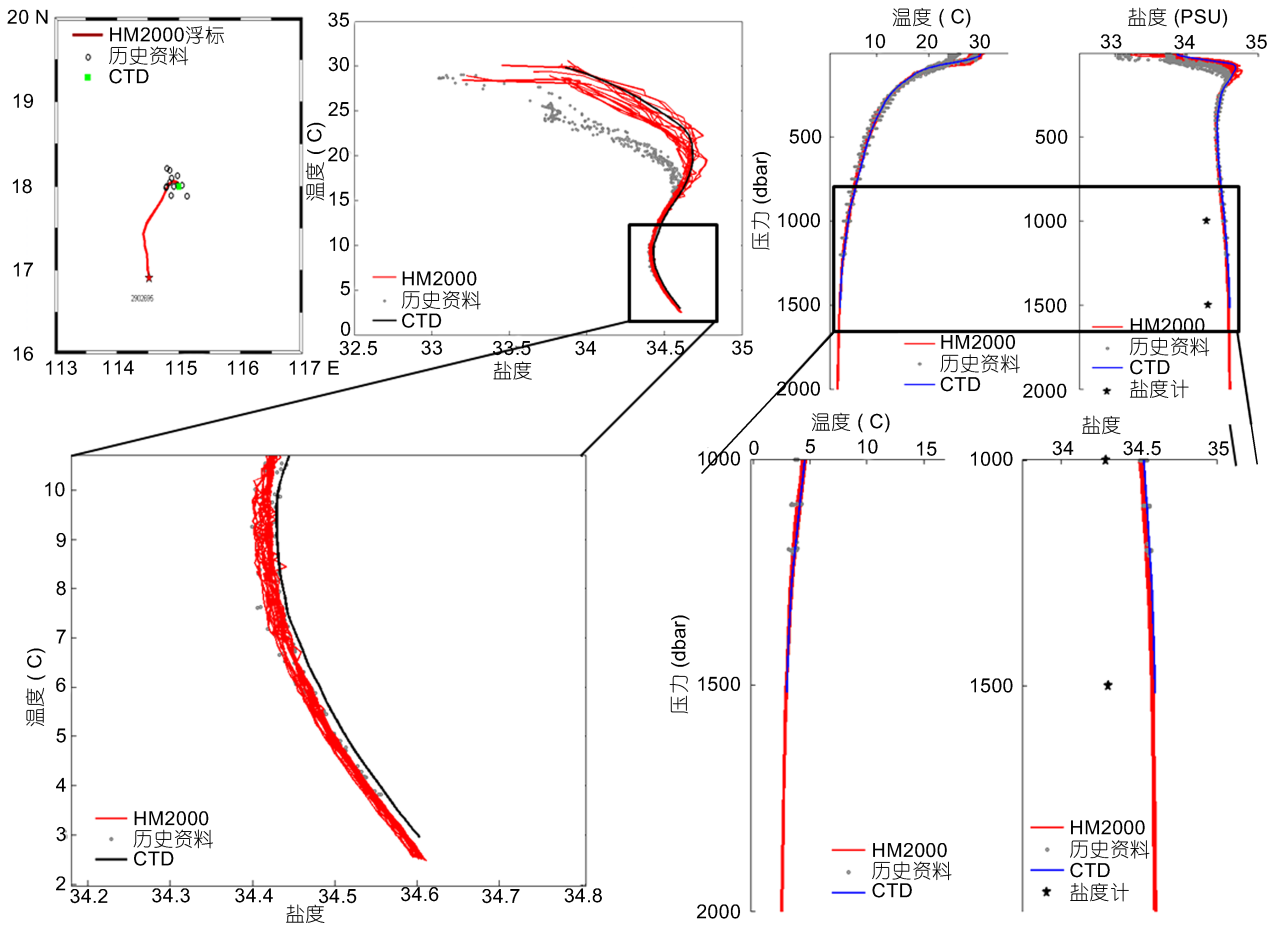 20 N
19
18
17
16
113
114
115
116
117 E
HM2000浮标
历史资料
CTD
2902695
35
30
25
20
15
10
5
0
温度 ( C)
32.5
33
33.5
34
34.5
35
盐度
HM2000
历史资料
CTD
温度 ( C)
10
20
30
盐度 (PSU)
33
34
35
压力 (dbar)
500
1000
1500
500
1000
1500
2000
2000
HM2000
历史资料
CTD
HM2000
历史资料
CTD
盐度计
10
9
8
7
6
5
4
3
2
温度 ( C)
34.2
34.3
34.4
34.5
34.6
34.7
34.8
盐度
HM2000
历史资料
CTD
温度 ( C)
0
5
10
15
1000
1500
2000
压力 (dbar)
HM2000
历史资料
CTD
盐度
34
34.5
35
1000
1500
HM2000
历史资料
CTD
盐度计